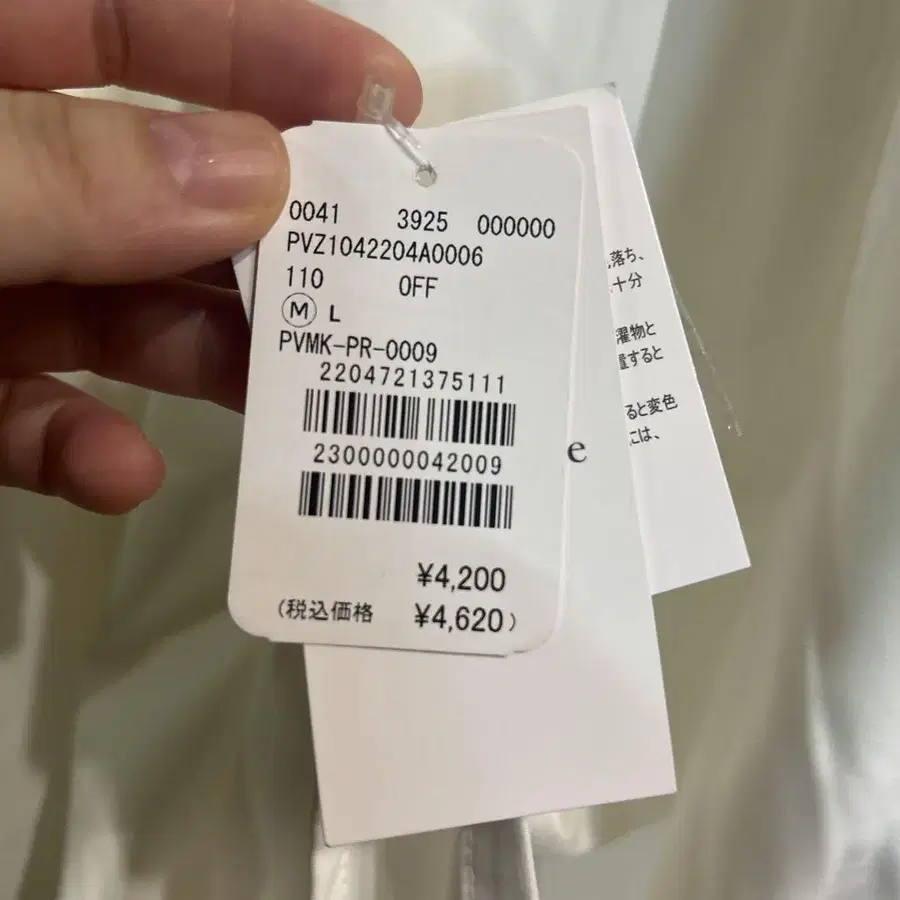 0041 3925 000000
PVZ1042204A0006
110 OFF
Ⓜ L
PVMK-PR-0009
2204721375111
2300000042009
¥4,200
(税込価格 ¥4,620)
e
落ち、
十分
濯物と
置すると
ると変色
には、